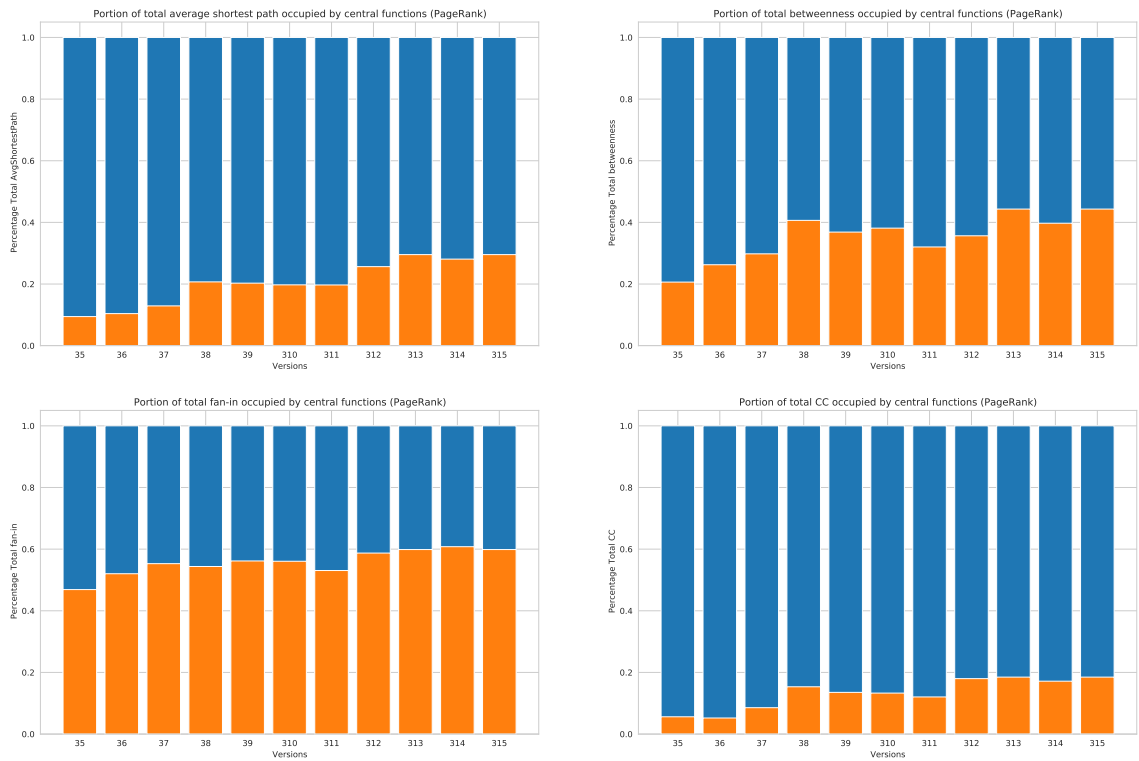 Portion of total average shortest path occupied by central functions (PageRank)
Percentage Total AvgShortestPath
1.0
0.8
0.6
0.4
0.2
0.0
35 36 37 38 39 310 311 312 313 314 315
Versions
Portion of total betweenness occupied by central functions (PageRank)
Percentage Total betweenness
1.0
0.8
0.6
0.4
0.2
0.0
35 36 37 38 39 310 311 312 313 314 315
Versions
Portion of total fan-in occupied by central functions (PageRank)
Percentage Total fan-in
1.0
0.8
0.6
0.4
0.2
0.0
35 36 37 38 39 310 311 312 313 314 315
Versions
Portion of total CC occupied by central functions (PageRank)
Percentage Total CC
1.0
0.8
0.6
0.4
0.2
0.0
35 36 37 38 39 310 311 312 313 314 315
Versions